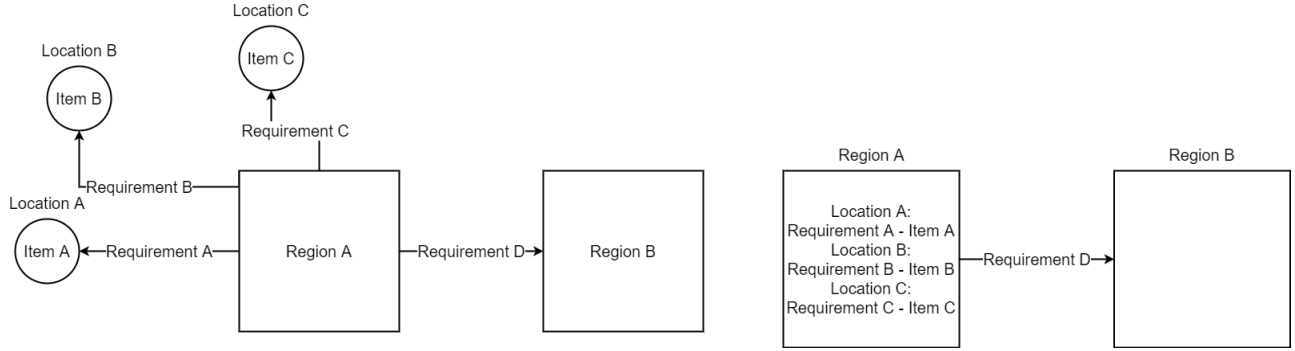 Location C
Item C
Location B
Item B
Requirement C
Requirement B
Location A
Item A
Requirement A
Region A
Requirement D
Region B
Region A
Location A:
Requirement A - Item A
Location B:
Requirement B - Item B
Location C:
Requirement C - Item C
Requirement D
Region B